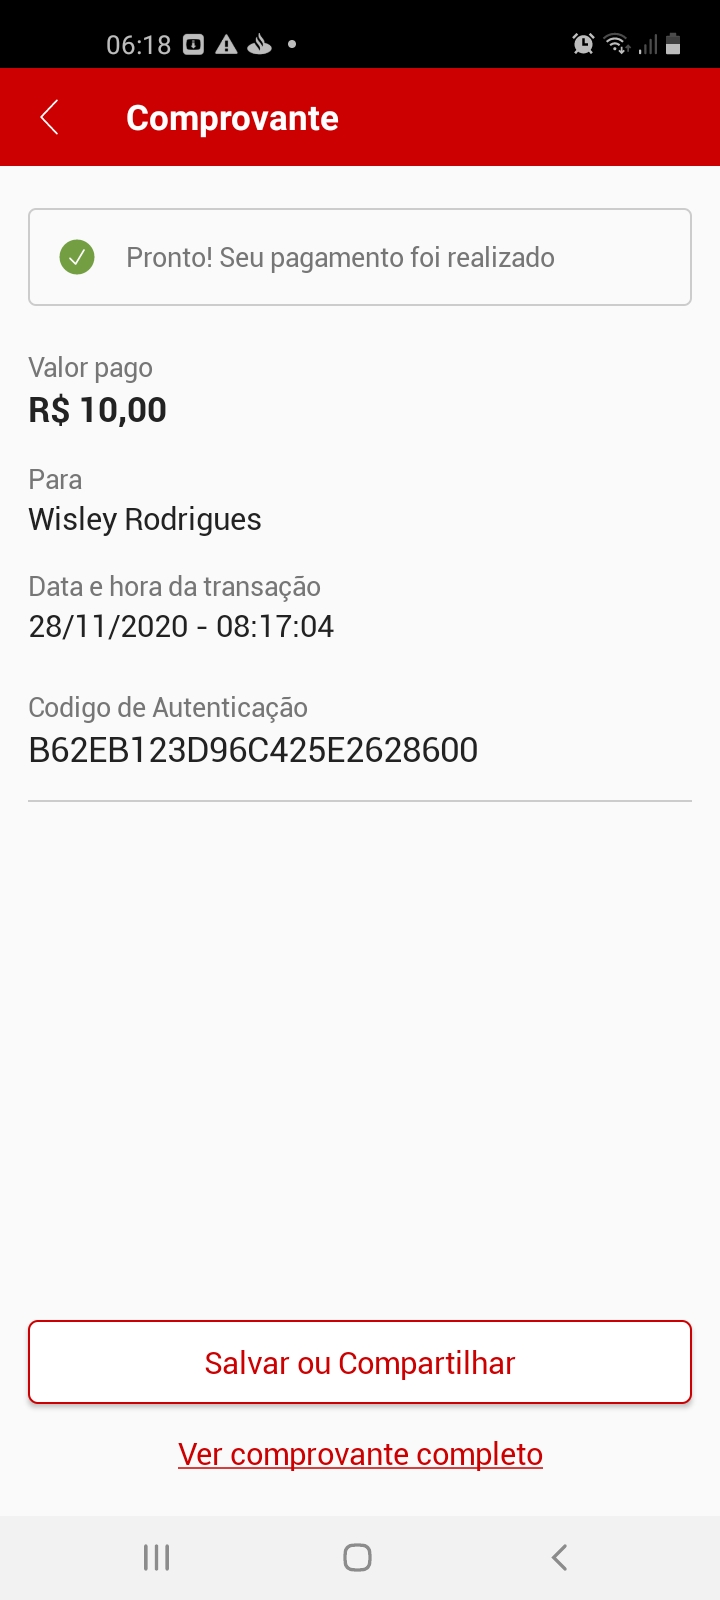 06:18
Comprovante
Pronto! Seu pagamento foi realizado
Valor pago
R$ 10,00
Para
Wisley Rodrigues
Data e hora da transação
28/11/2020 - 08:17:04
Codigo de Autenticação
B62EB123D96C425E2628600
Salvar ou Compartilhar
Ver comprovante completo